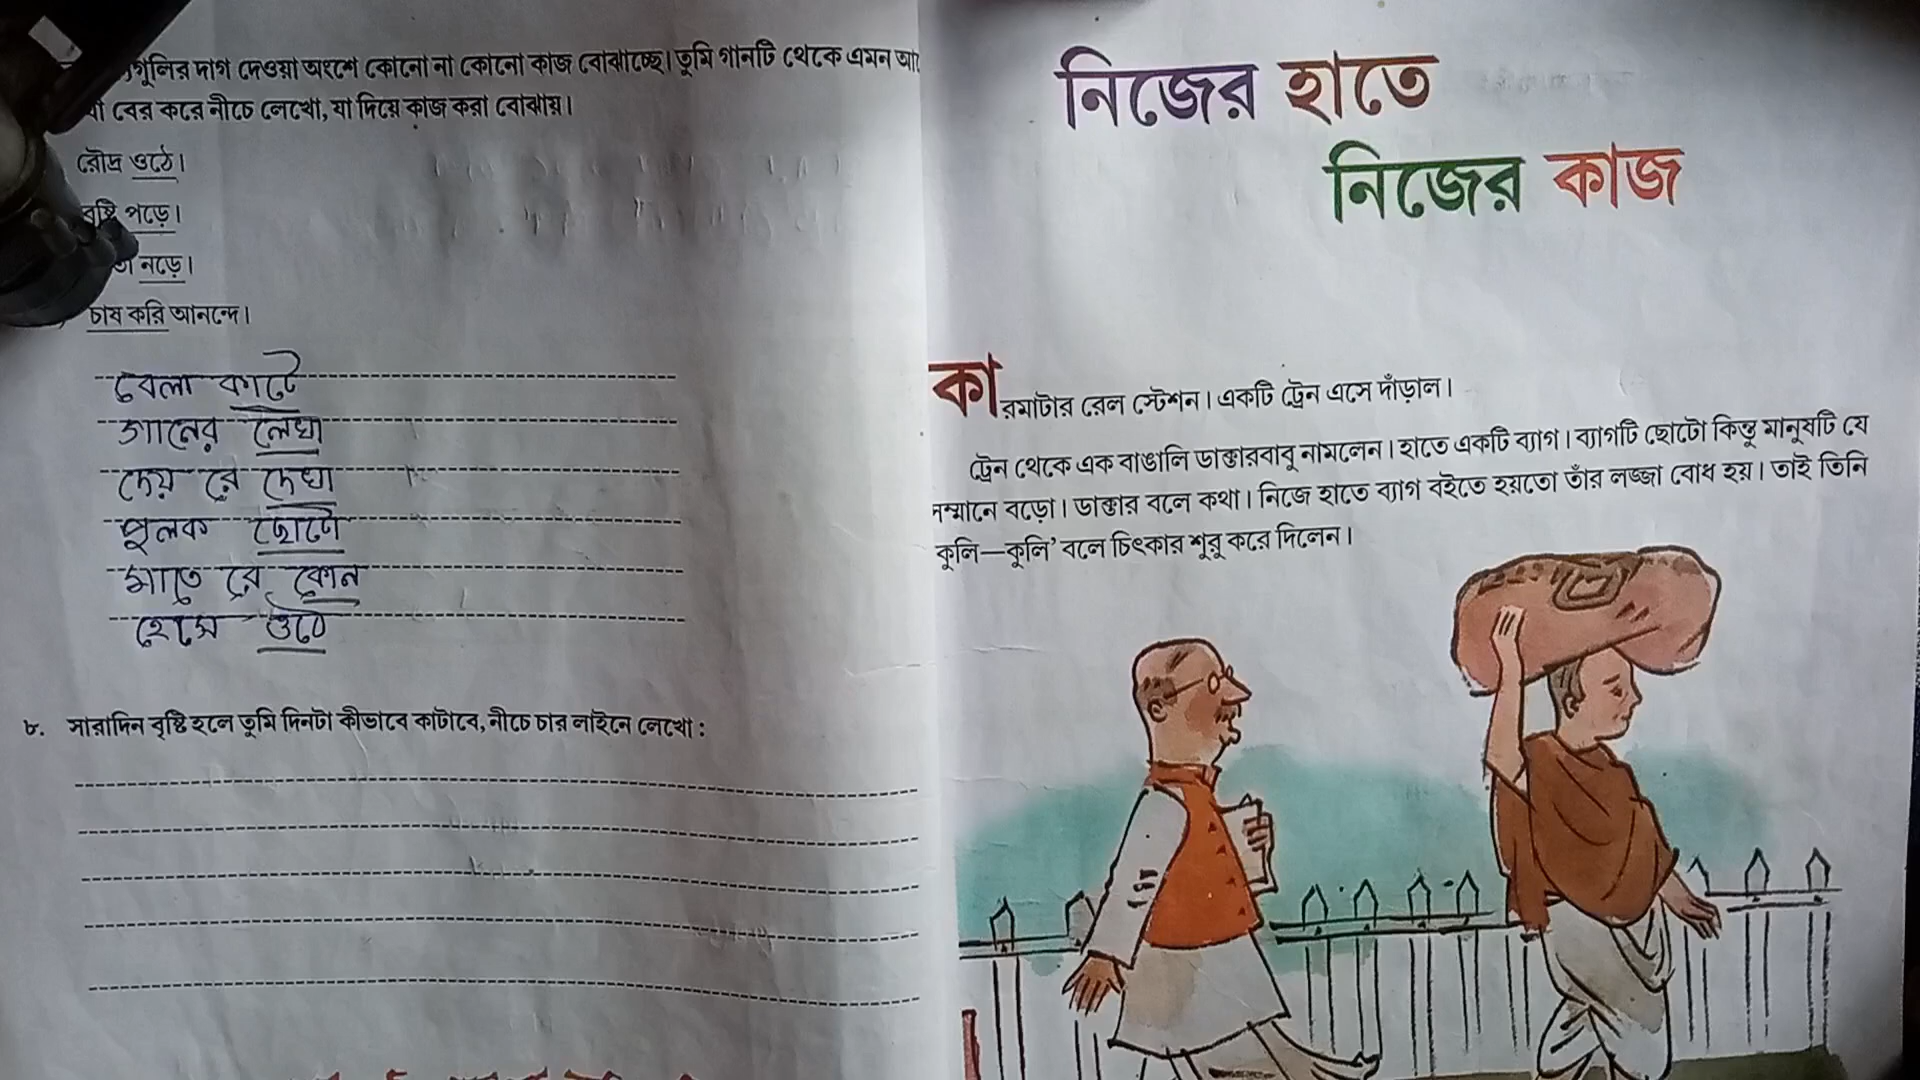 দাগ দেওয়া অংশে কোনো না কোনো কাজ বোঝাচ্ছে। তুমি গানটি থেকে এমন
বের করে নীচে লেখো, যা দিয়ে কাজ করা বোঝায়।
রৌদ্র ওঠে।
বৃষ্টি পড়ে।
নড়ে।
চাষ করি আনন্দে।
বেলা কাটে
গানের লেখা
দেয় রে দেখা
পুলক ছোটে
মাতে রে কোন
হেসে ওঠে
৮. সারাদিন বৃষ্টি হলে তুমি দিনটা কীভাবে কাটাবে, নীচে চার লাইনে লেখো :
নিজের হাতে
নিজের কাজ
কারমাটার রেল স্টেশন। একটি ট্রেন এসে দাঁড়াল।
ট্রেন থেকে এক বাঙালি ডাক্তারবাবু নামলেন। হাতে একটি ব্যাগ। ব্যাগটি ছোটো কিন্তু মানুষটি যে
সম্মানে বড়ো। ডাক্তার বলে কথা। নিজে হাতে ব্যাগ বইতে হয়তো তাঁর লজ্জা বোধ হয়। তাই তিনি
কুলি—কুলি’ বলে চিৎকার শুরু করে দিলেন।